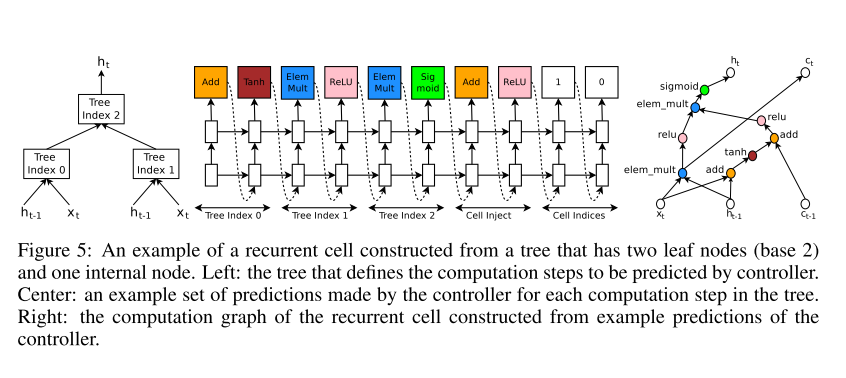 h_t
Tree
Index 2
Tree
Index 0
Tree
Index 1
h_{t-1}
x_t
h_{t-1}
x_t
Add
Tanh
Elem
Mult
ReLU
Elem
Mult
Sig
moid
Add
ReLU
1
0
Tree Index 0
Tree Index 1
Tree Index 2
Cell Inject
Cell Indices
h_t
c_t
sigmoid
elem_mult
relu
relu
add
tanh
elem_mult
add
x_t
h_{t-1}
c_{t-1}
Figure 5: An example of a recurrent cell constructed from a tree that has two leaf nodes (base 2)
and one internal node. Left: the tree that defines the computation steps to be predicted by controller.
Center: an example set of predictions made by the controller for each computation step in the tree.
Right: the computation graph of the recurrent cell constructed from example predictions of the
controller.